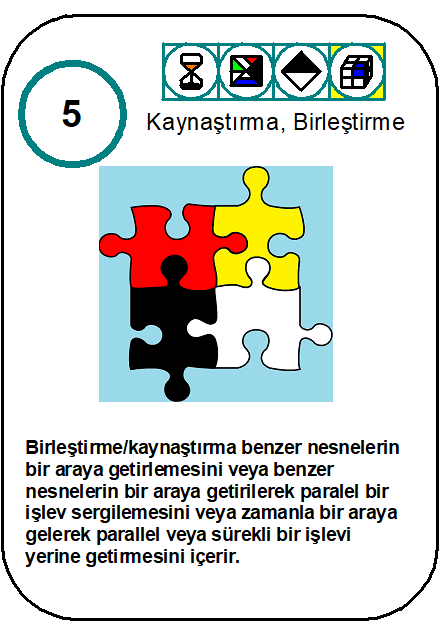 5
Kaynaştırma, Birleştirme
Birleştirme/kaynaştırma benzer nesnelerin
bir araya getirlemesini veya benzer
nesnelerin bir araya getirilerek paralel bir
işlev sergilemesini veya zamanla bir araya
gelerek parallel veya sürekli bir işlevi
yerine getirmesini içerir.